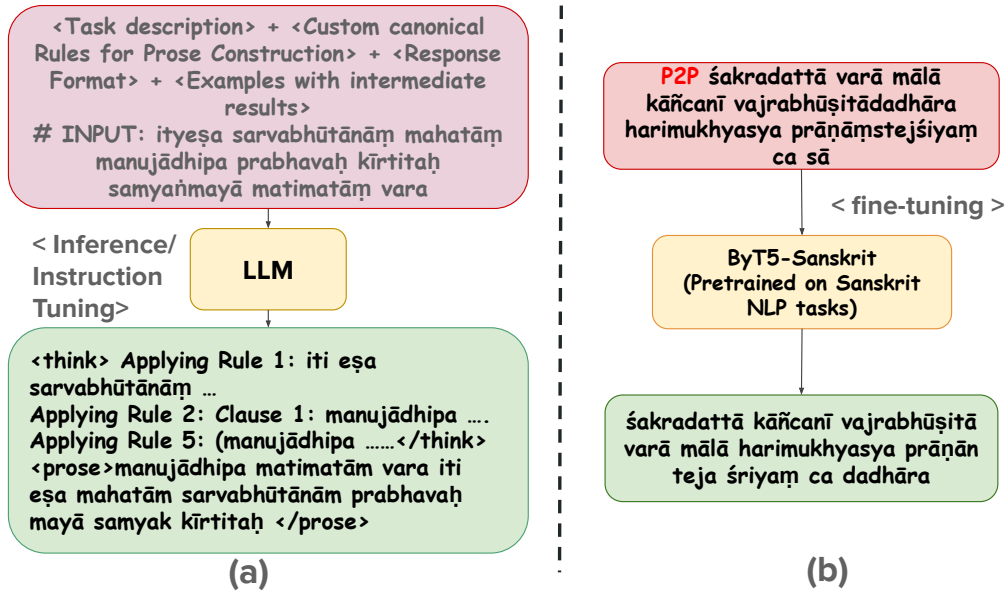 <Task description> + <Custom canonical
Rules for Prose Construction> + <Response
Format> + <Examples with intermediate
results>
# INPUT: ityeṣa sarvabhūtānāṃ mahatāṃ
manujādhipa prabhavaḥ kīrtitaḥ
samyaṅmayā matimatāṃ vara
< Inference/
Instruction
Tuning>
LLM
<think> Applying Rule 1: iti eṣa
sarvabhūtānāṃ …
Applying Rule 2: Clause 1: manujādhipa ….
Applying Rule 5: (manujādhipa ……</think>
<prose>manujādhipa matimatām vara iti
eṣa mahatām sarvabhūtānām prabhavaḥ
mayā samyak kīrtitaḥ </prose>
(a)
P2P śakradattā varā mālā
kāñcanī vajrabhūṣitādadhāra
harimukhyasya prāṇāṃstejśiyaṃ
ca sā
< fine-tuning >
ByT5-Sanskrit
(Pretrained on Sanskrit
NLP tasks)
śakradattā kāñcanī vajrabhūṣitā
varā mālā harimukhyasya prāṇān
teja śriyaṃ ca dadhāra
(b)